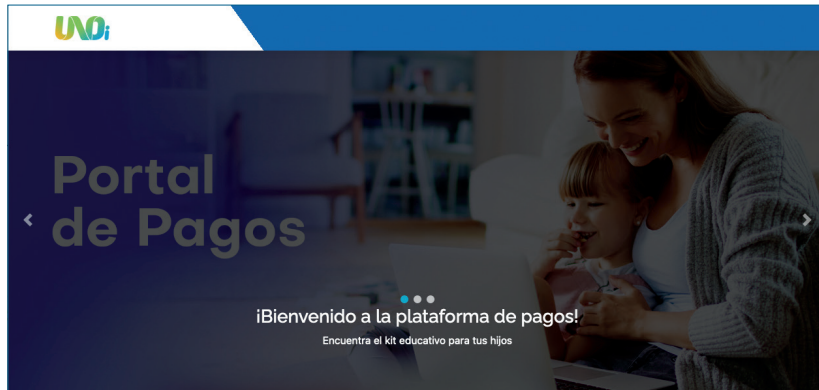 UNOi
Portal
de Pagos
¡Bienvenido a la plataforma de pagos!
Encuentra el kit educativo para tus hijos